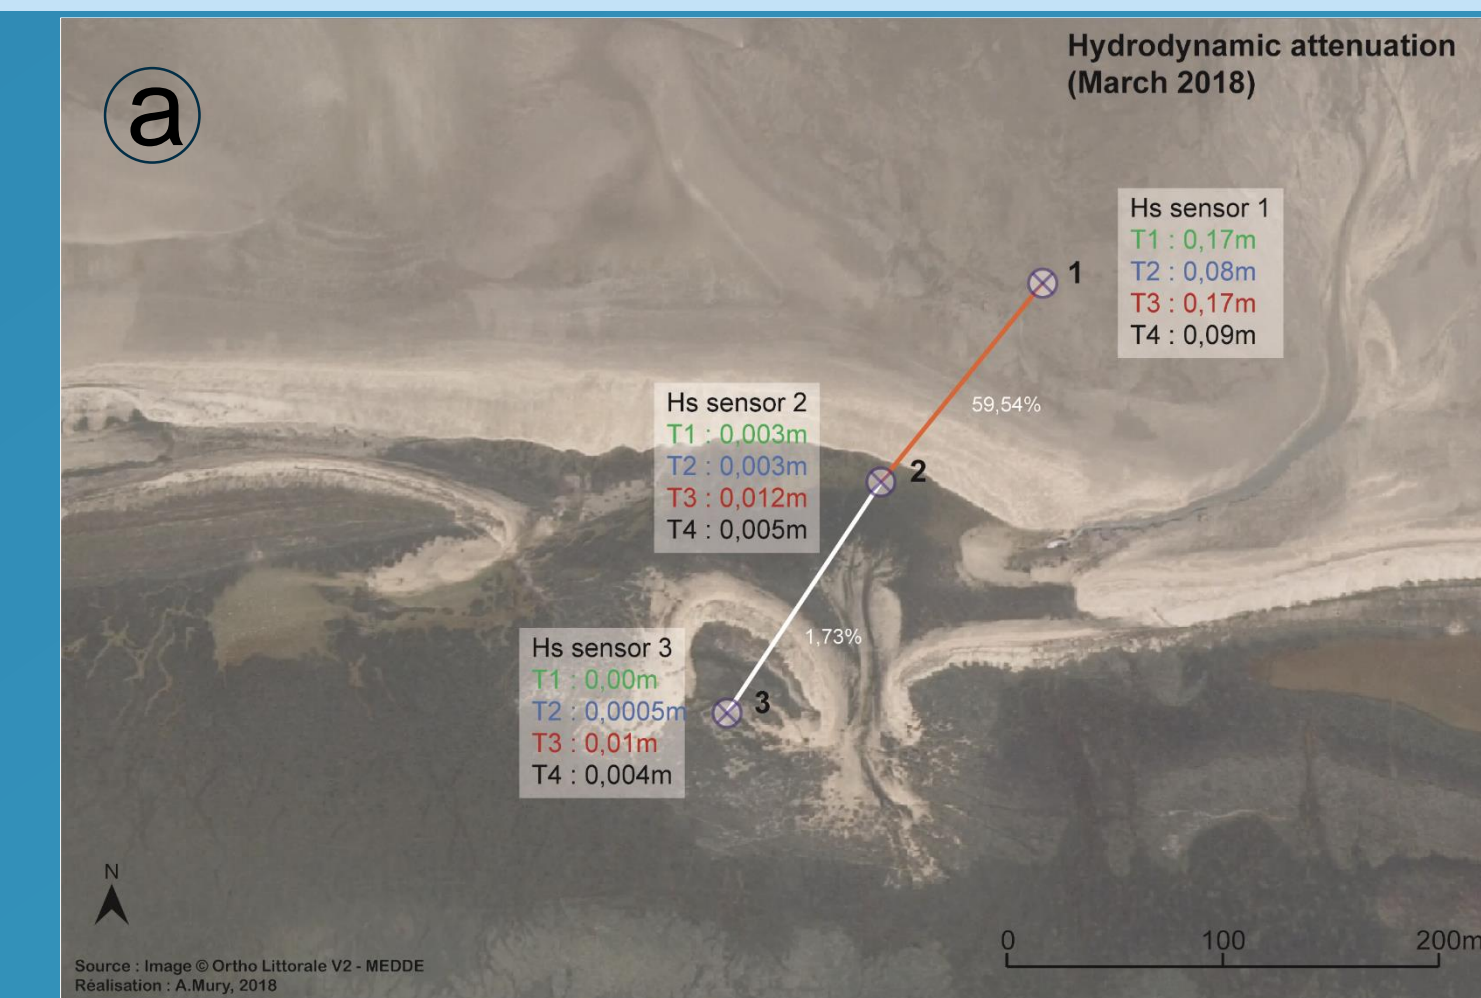 a
Hydrodynamic attenuation
(March 2018)
Hs sensor 1
T1 : 0,17m
T2 : 0,08m
T3 : 0,17m
T4 : 0,09m
1
59,54%
Hs sensor 2
T1 : 0,003m
T2 : 0,003m
T3 : 0,012m
T4 : 0,005m
2
1,73%
Hs sensor 3
T1 : 0,00m
T2 : 0,0005m
T3 : 0,01m
T4 : 0,004m
3
N
0 100 200m
Source : Image © Ortho Littorale V2 - MEDDE
Réalisation : A.Mury, 2018